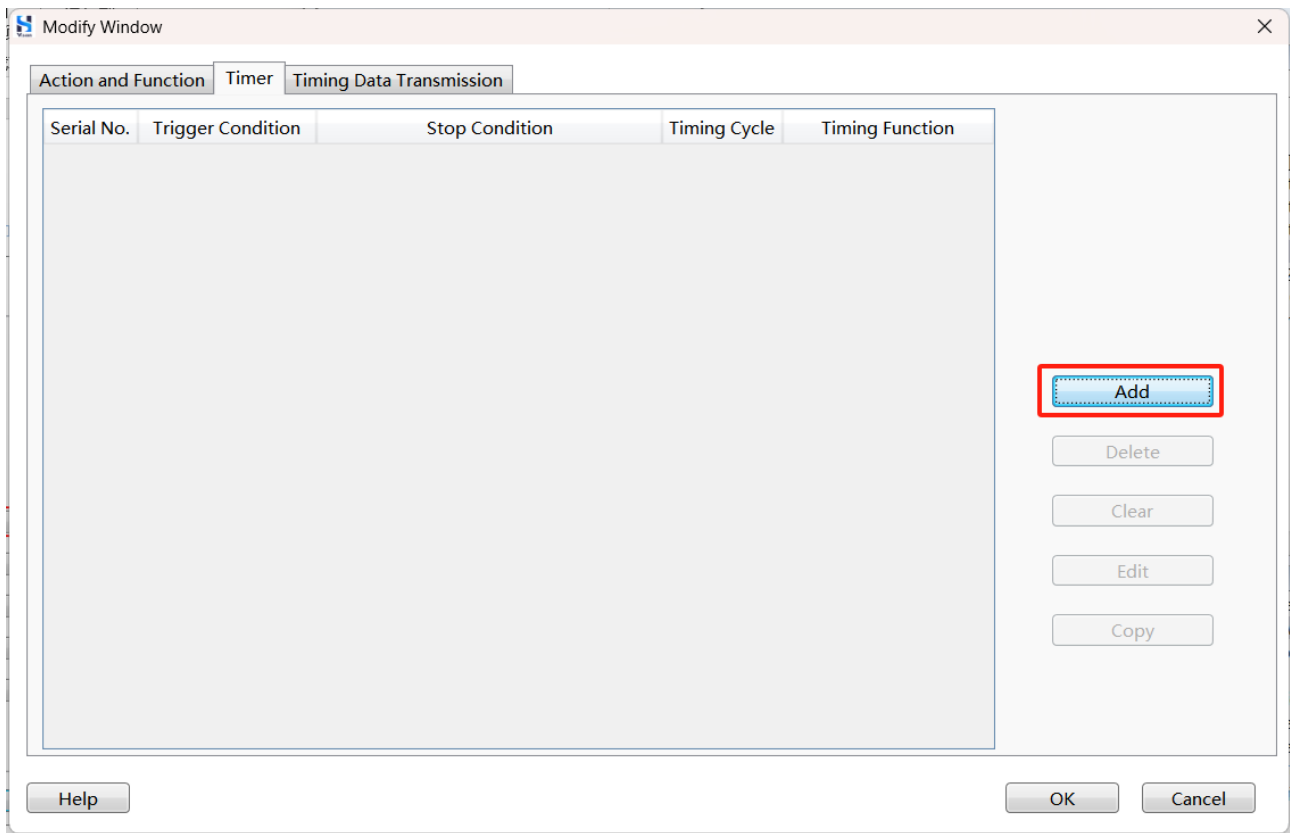 Modify Window
Action and Function Timer Timing Data Transmission
Serial No. Trigger Condition Stop Condition Timing Cycle Timing Function
Add
Delete
Clear
Edit
Copy
Help OK Cancel